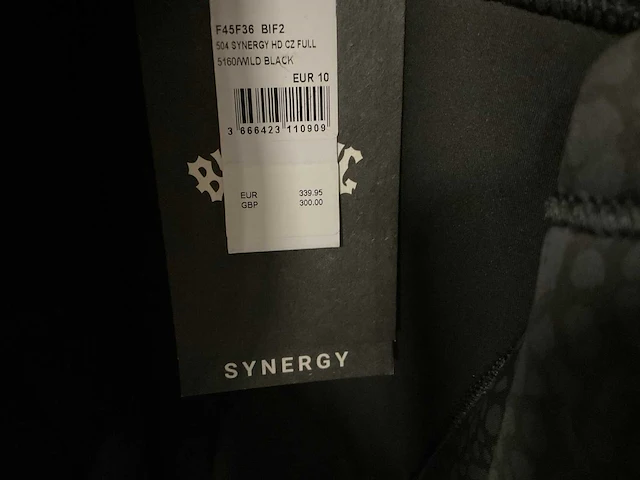 F45F36 BIF2
504 SYNERGY HD CZ FULL
5160/WILD BLACK
EUR 10
3 666423 110909
EUR 339.95
GBP 300.00
SYNERGY